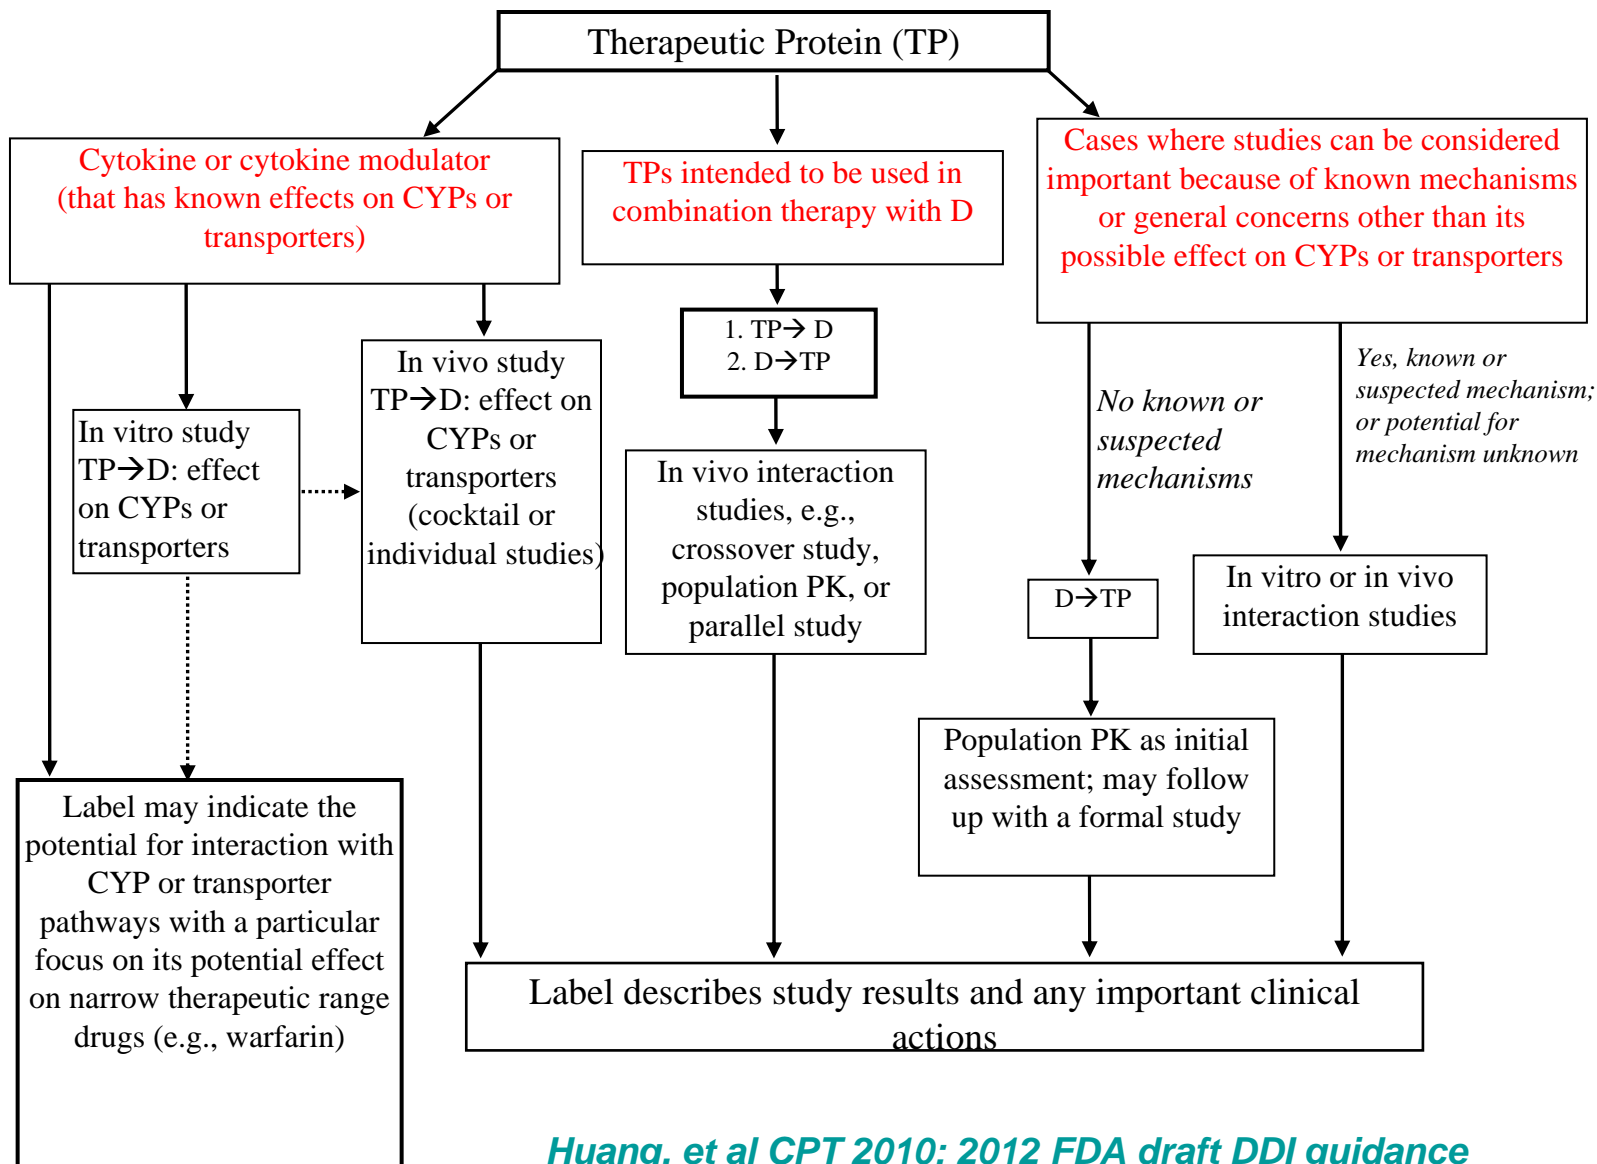 Therapeutic Protein (TP)
Cytokine or cytokine modulator
(that has known effects on CYPs or
transporters)
TPs intended to be used in
combination therapy with D
Cases where studies can be considered
important because of known mechanisms
or general concerns other than its
possible effect on CYPs or transporters
1. TP→ D
2. D→TP
In vitro study
TP→D: effect
on CYPs or
transporters
In vivo study
TP→D: effect on
CYPs or
transporters
(cocktail or
individual studies)
In vivo interaction
studies, e.g.,
crossover study,
population PK, or
parallel study
No known or
suspected
mechanisms
Yes, known or
suspected mechanism;
or potential for
mechanism unknown
D→TP
In vitro or in vivo
interaction studies
Population PK as initial
assessment; may follow
up with a formal study
Label may indicate the
potential for interaction with
CYP or transporter
pathways with a particular
focus on its potential effect
on narrow therapeutic range
drugs (e.g., warfarin)
Label describes study results and any important clinical
actions
Huang, et al CPT 2010; 2012 FDA draft DDI guidance